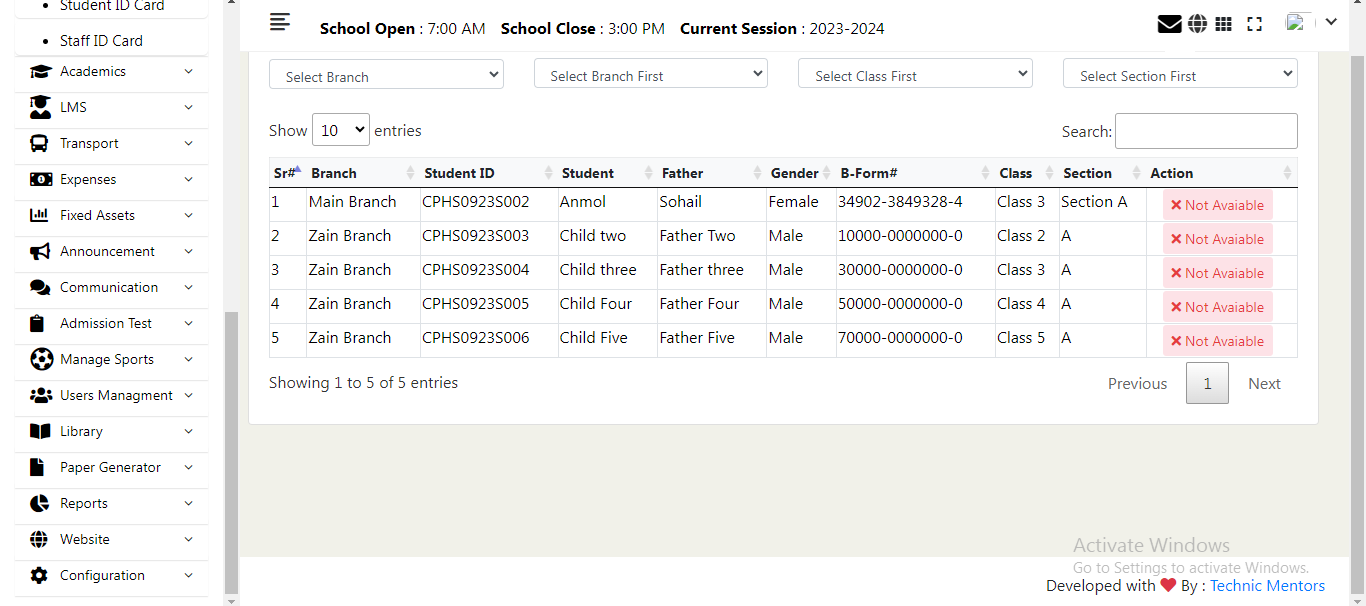 Student ID Card
Staff ID Card
Academics
LMS
Transport
Expenses
Fixed Assets
Announcement
Communication
Admission Test
Manage Sports
Users Managment
Library
Paper Generator
Reports
Website
Configuration
School Open : 7:00 AM School Close : 3:00 PM Current Session : 2023-2024
Select Branch Select Branch First Select Class First Select Section First
Show 10 entries Search:
Sr# Branch Student ID Student Father Gender B-Form# Class Section Action
1 Main Branch CPHS0923S002 Anmol Sohail Female 34902-3849328-4 Class 3 Section A Not Avaiable
2 Zain Branch CPHS0923S003 Child two Father Two Male 10000-0000000-0 Class 2 A Not Avaiable
3 Zain Branch CPHS0923S004 Child three Father three Male 30000-0000000-0 Class 3 A Not Avaiable
4 Zain Branch CPHS0923S005 Child Four Father Four Male 50000-0000000-0 Class 4 A Not Avaiable
5 Zain Branch CPHS0923S006 Child Five Father Five Male 70000-0000000-0 Class 5 A Not Avaiable
Showing 1 to 5 of 5 entries Previous 1 Next
Activate Windows
Go to Settings to activate Windows.
Developed with ❤ By : Technic Mentors